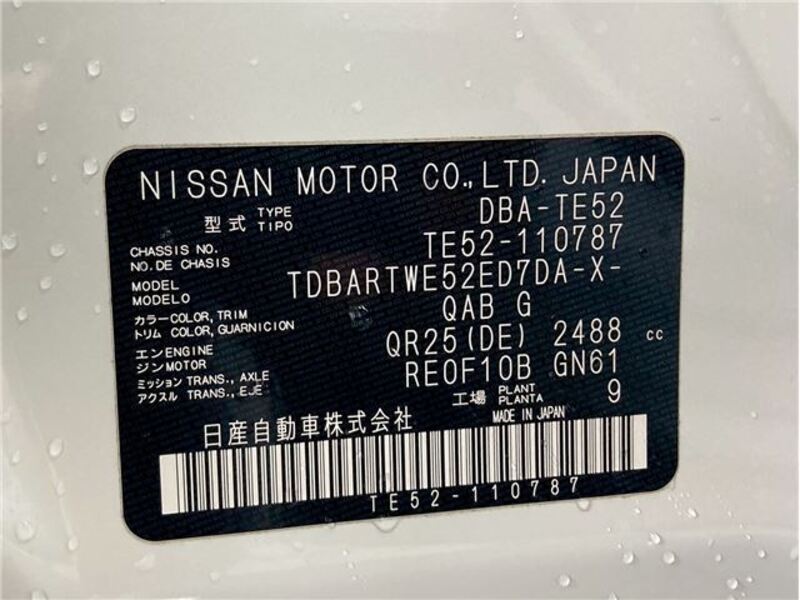 NISSAN MOTOR CO.,LTD. JAPAN
型式 TYPE TIPO DBA-TE52
CHASSIS NO. NO.DE CHASIS TE52-110787
MODEL MODELO TDBARTWE52ED7DA-X-
カラー COLOR, TRIM トリム COLOR, GUARNICION QAB G
エンジン ENGINE MOTOR QR25(DE) 2488 cc
ミッション TRANS., AXLE アクスル TRANS., EJE RE0F10B GN61
工場 PLANT PLANTA 9
日産自動車株式会社 MADE IN JAPAN
TE52-110787